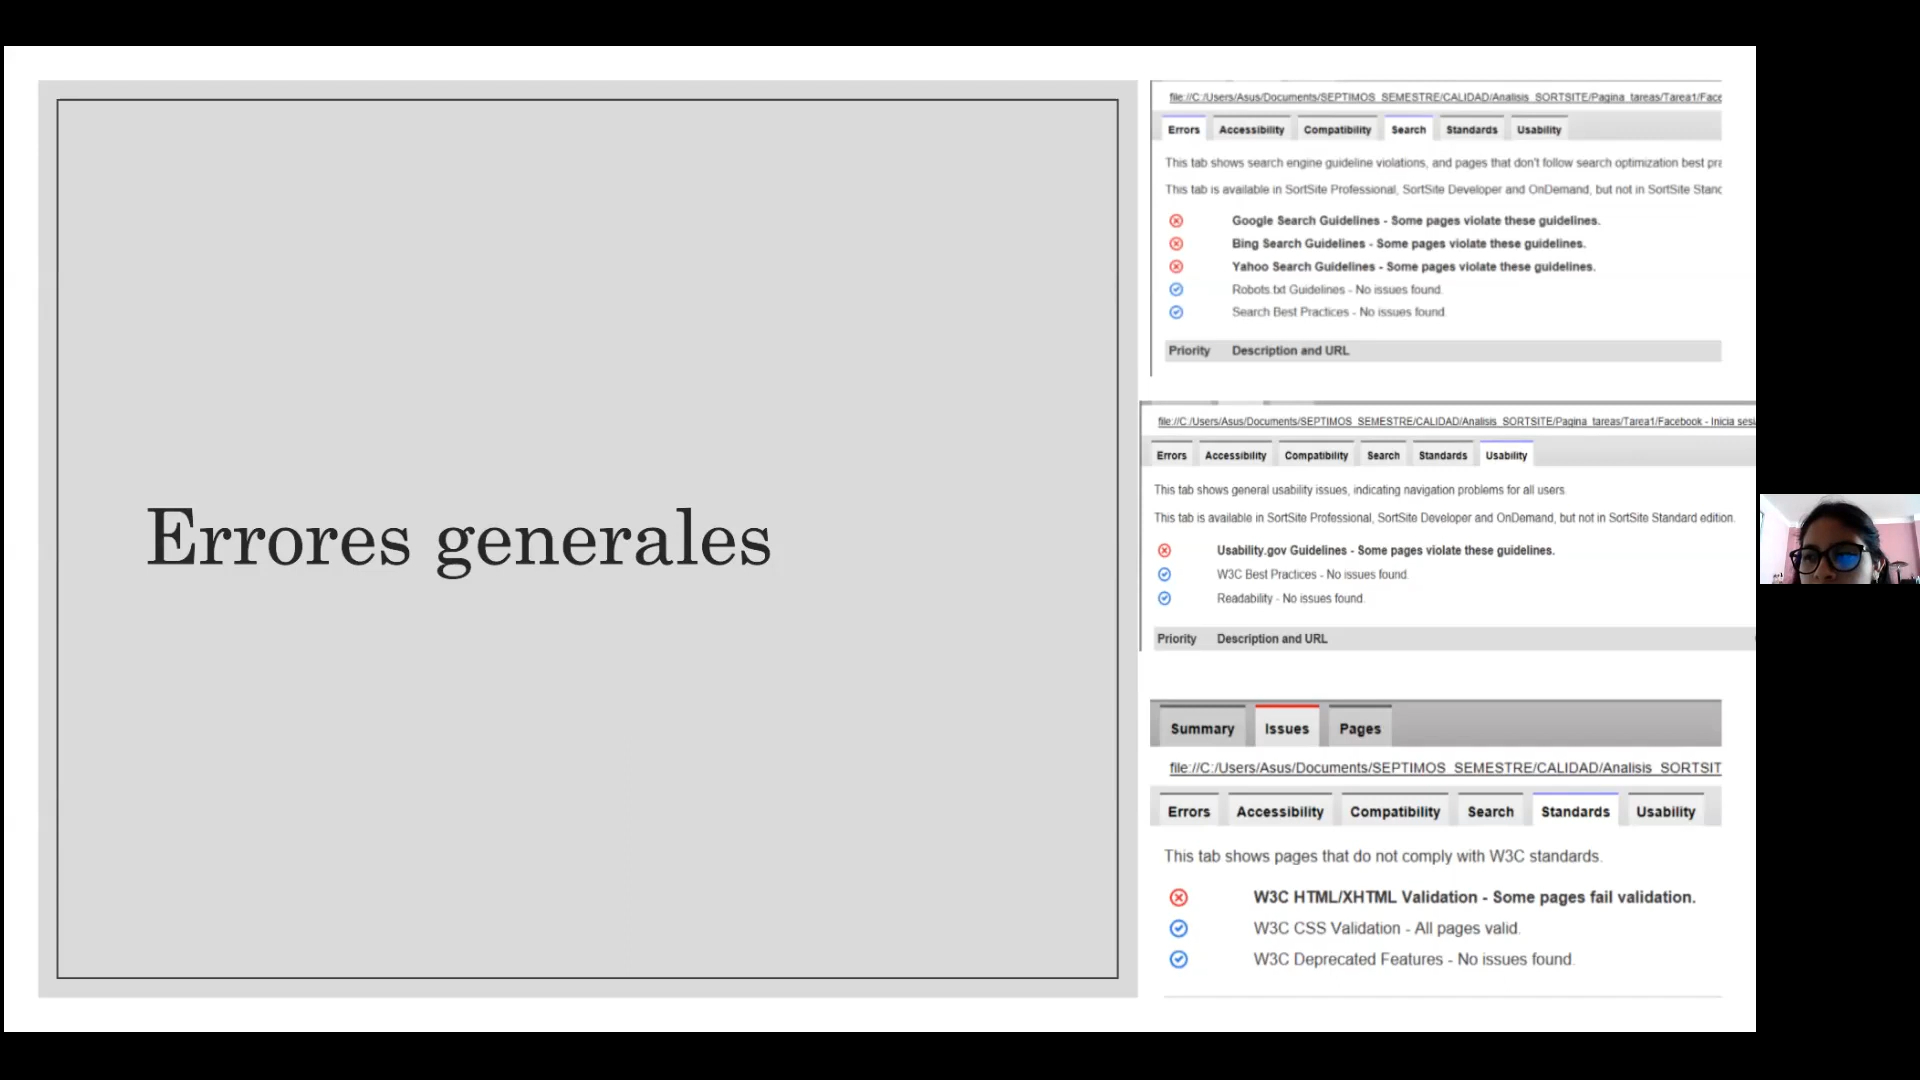 Errores generales
file://C:/Users/Asus/Documents/SEPTIMOS_SEMESTRE/CALIDAD/Analisis_SORTSITE/Pagina_tareas/Tarea1/Face
Errors Accessibility Compatibility Search Standards Usability
This tab shows search engine guideline violations, and pages that don't follow search optimization best pra
This tab is available in SortSite Professional, SortSite Developer and OnDemand, but not in SortSite Stand
Google Search Guidelines - Some pages violate these guidelines.
Bing Search Guidelines - Some pages violate these guidelines.
Yahoo Search Guidelines - Some pages violate these guidelines.
Robots.txt Guidelines - No issues found.
Search Best Practices - No issues found.
Priority Description and URL
file://C:/Users/Asus/Documents/SEPTIMOS_SEMESTRE/CALIDAD/Analisis_SORTSITE/Pagina_tareas/Tarea1/Facebook - Inicia sesi
Errors Accessibility Compatibility Search Standards Usability
This tab shows general usability issues, indicating navigation problems for all users
This tab is available in SortSite Professional, SortSite Developer and OnDemand, but not in SortSite Standard edition.
Usability.gov Guidelines - Some pages violate these guidelines.
W3C Best Practices - No issues found.
Readability - No issues found.
Priority Description and URL
Summary Issues Pages
file://C:/Users/Asus/Documents/SEPTIMOS_SEMESTRE/CALIDAD/Analisis_SORTSIT
Errors Accessibility Compatibility Search Standards Usability
This tab shows pages that do not comply with W3C standards.
W3C HTML/XHTML Validation - Some pages fail validation.
W3C CSS Validation - All pages valid.
W3C Deprecated Features - No issues found.